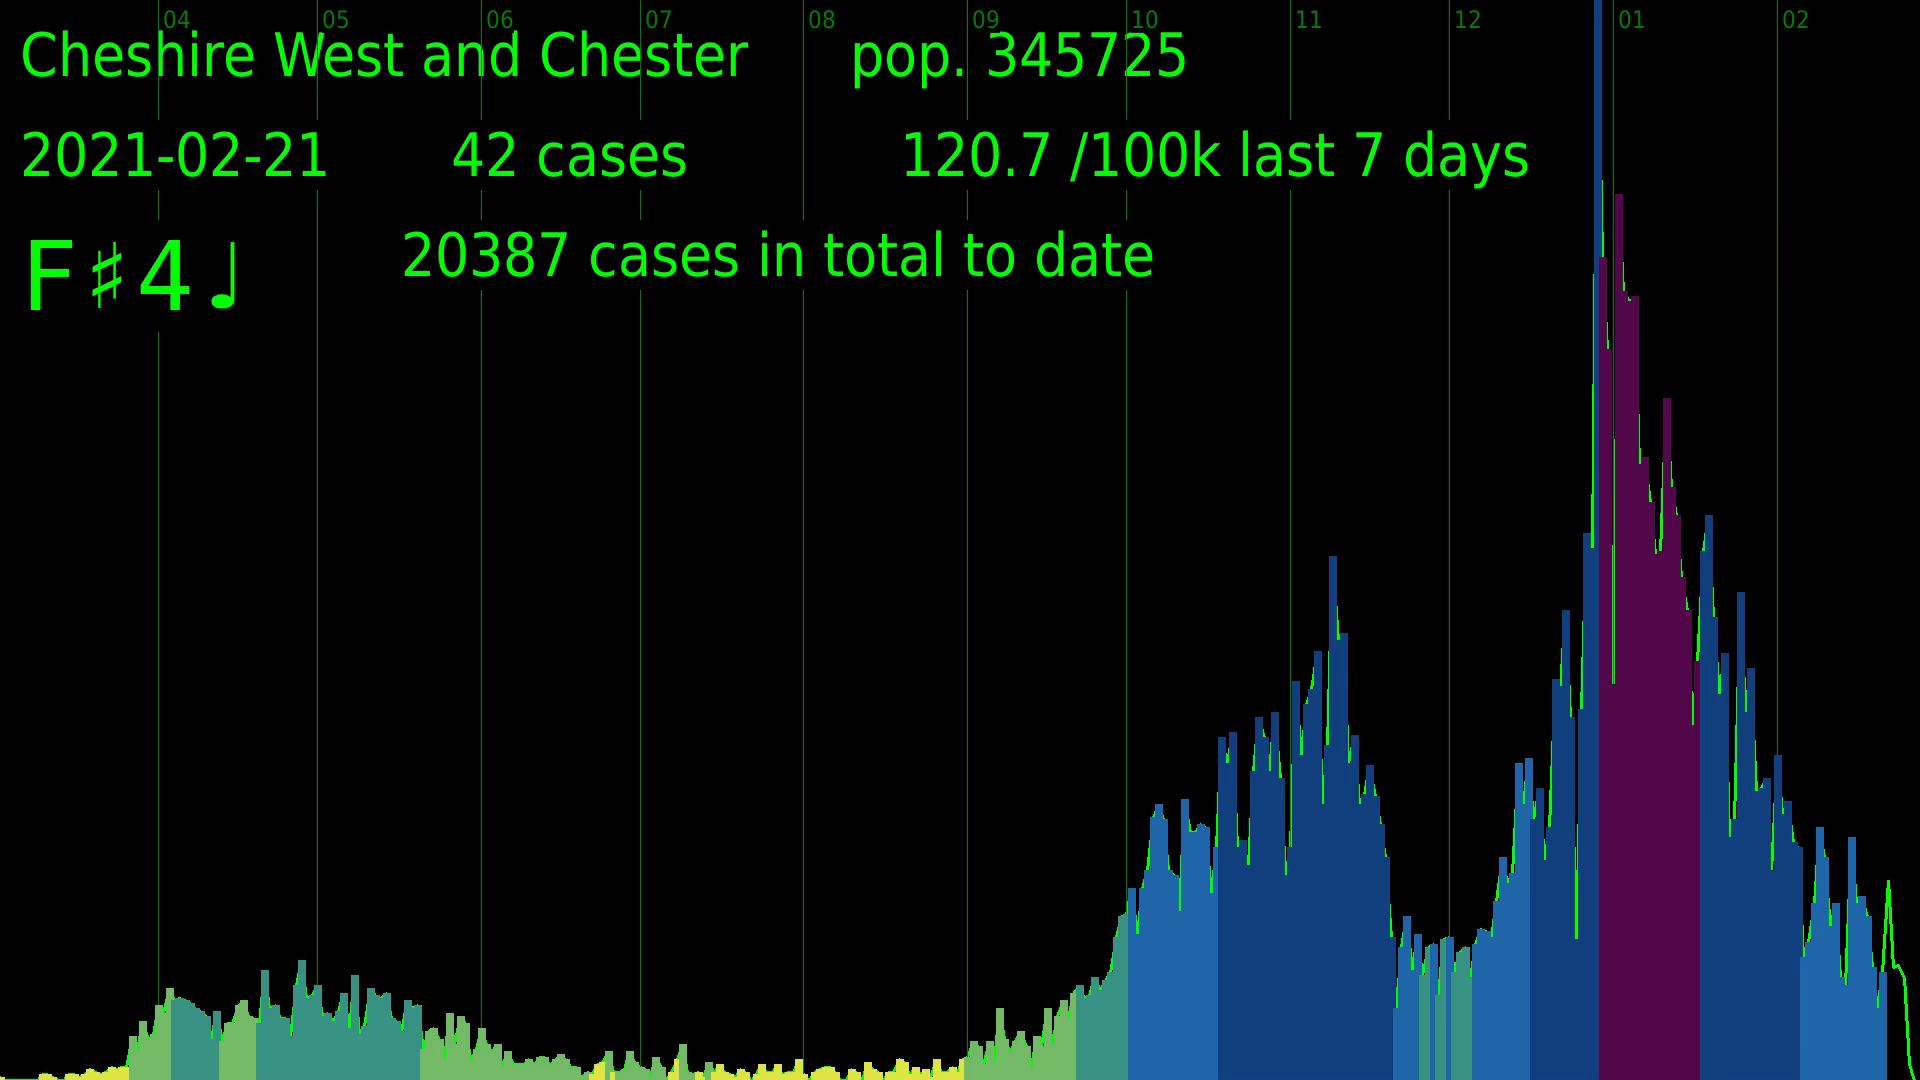 04 05 06 07 08 09 10 11 12 01 02
Cheshire West and Chester pop. 345725
2021-02-21 42 cases 120.7 /100k last 7 days
F♯4♩ 20387 cases in total to date